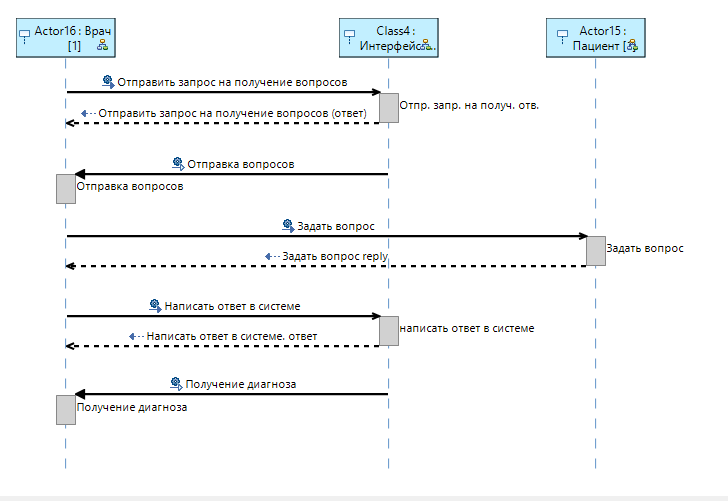 Actor16 : Врач
[1]
Class4 :
Интерфейс...
Actor15 :
Пациент [
Отправить запрос на получение вопросов
Отпр. запр. на получ. отв.
Отправить запрос на получение вопросов (ответ)
Отправка вопросов
Отправка вопросов
Задать вопрос
Задать вопрос
Задать вопрос reply
Написать ответ в системе
написать ответ в системе
Написать ответ в системе. ответ
Получение диагноза
Получение диагноза